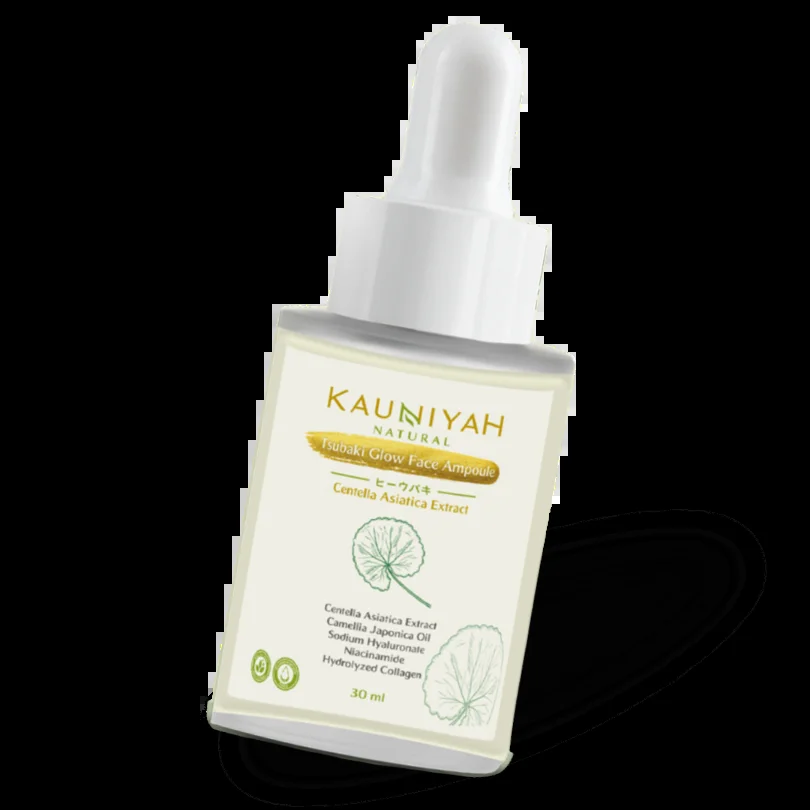 KAUNIYAH
NATURAL
Tsubaki Glow Face Ampoule
ヒーウバキ
Centella Asiatica Extract
Centella Asiatica Extract
Camellia Japonica Oil
Sodium Hyaluronate
Niacinamide
Hydrolyzed Collagen
30 ml